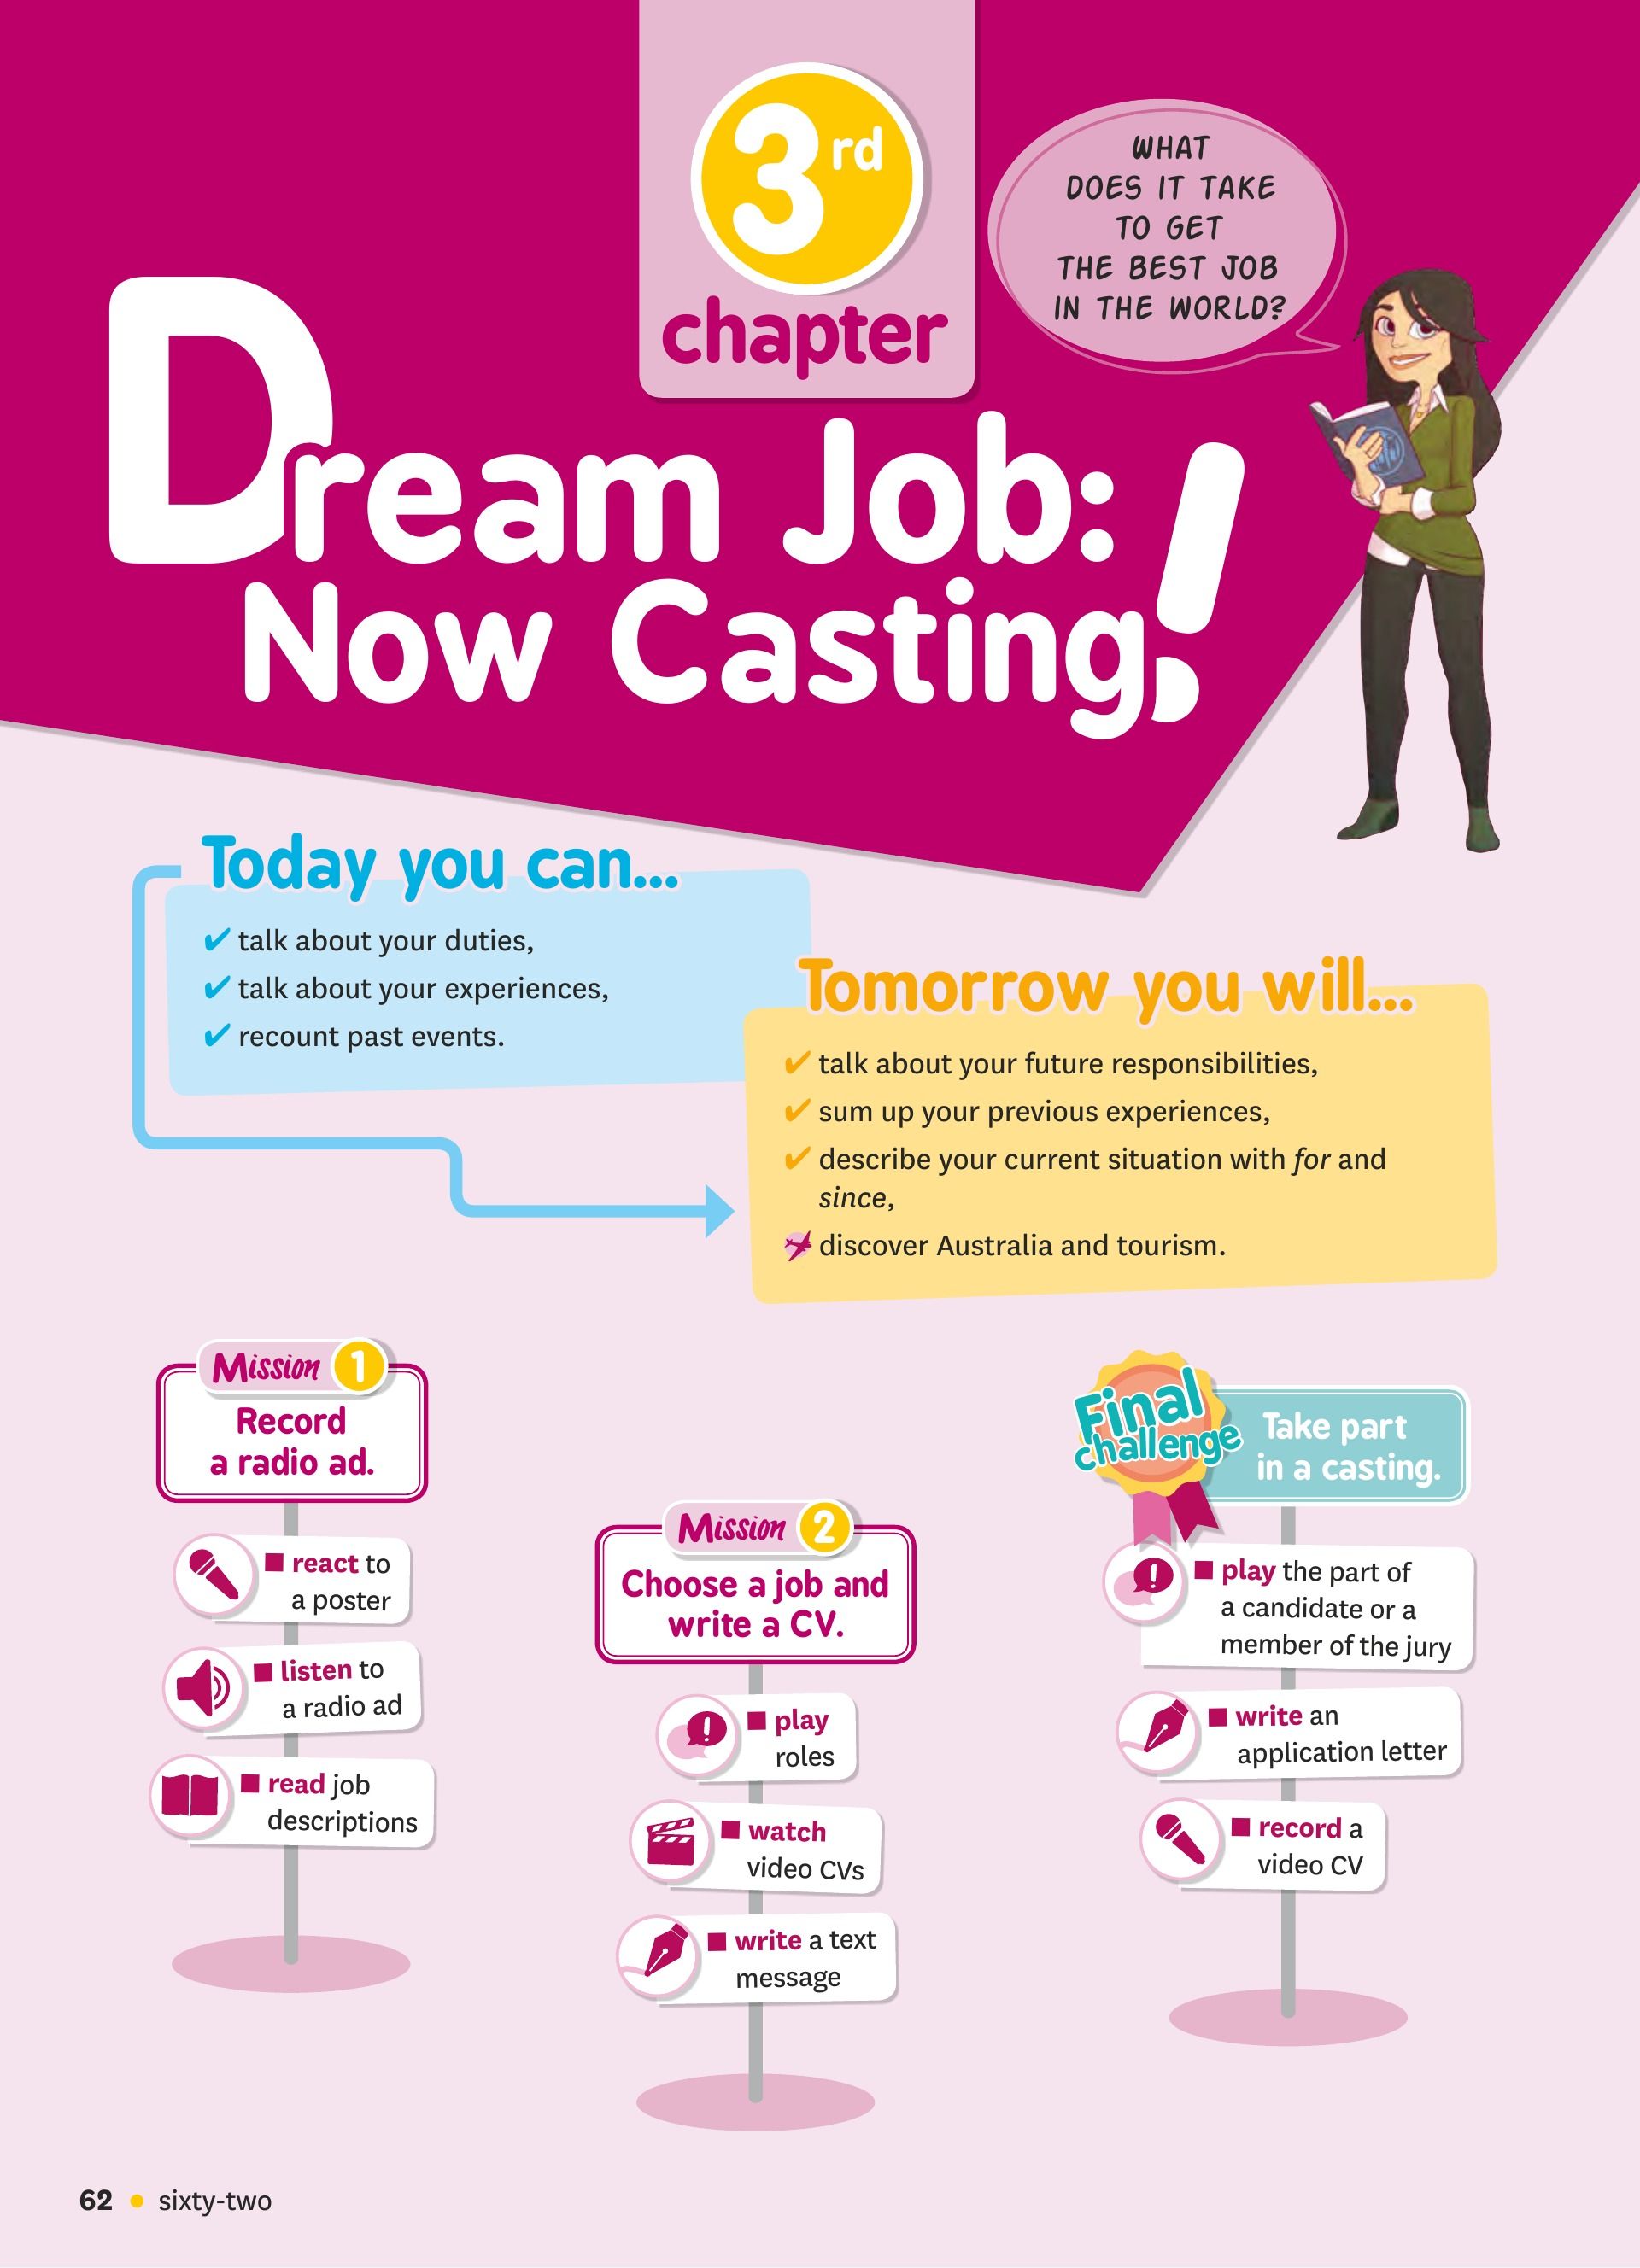 3rd
chapter
WHAT
DOES IT TAKE
TO GET
THE BEST JOB
IN THE WORLD?
Dream Job:
Now Casting!
Today you can...
✔ talk about your duties,
✔ talk about your experiences,
✔ recount past events.
Tomorrow you will...
✔ talk about your future responsibilities,
✔ sum up your previous experiences,
✔ describe your current situation with for and
since,
discover Australia and tourism.
Mission 1
Record
a radio ad.
■ react to
a poster
■ listen to
a radio ad
■ read job
descriptions
Mission 2
Choose a job and
write a CV.
■ play
roles
■ watch
video CVs
■ write a text
message
Final
challenge
Take part
in a casting.
■ play the part of
a candidate or a
member of the jury
■ write an
application letter
■ record a
video CV
62 • sixty-two